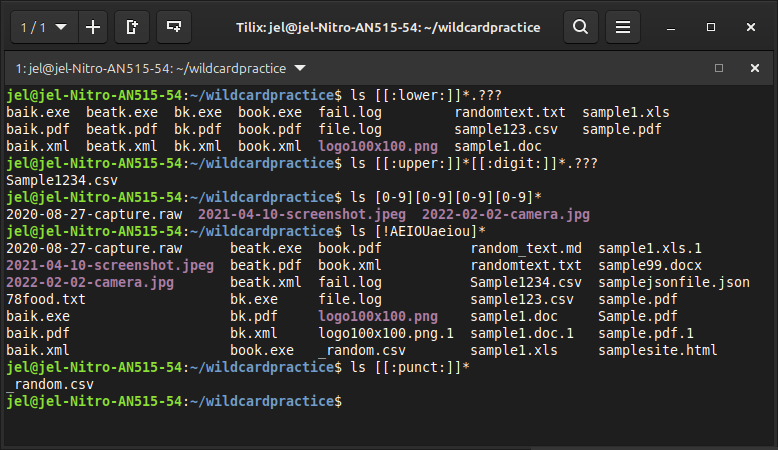 1 / 1 Tilix: jel@jel-Nitro-AN515-54: ~/wildcardpractice
1: jel@jel-Nitro-AN515-54: ~/wildcardpractice
jel@jel-Nitro-AN515-54:~/wildcardpractice$ ls [[:lower:]]*.???
baik.exe  beatk.exe  bk.exe  book.exe  fail.log          randomtext.txt  sample1.xls
baik.pdf  beatk.pdf  bk.pdf  book.pdf  file.log          sample123.csv   sample.pdf
baik.xml  beatk.xml  bk.xml  book.xml  logo100x100.png  sample1.doc
jel@jel-Nitro-AN515-54:~/wildcardpractice$ ls [[:upper:]]*[[:digit:]]*.???
Sample1234.csv
jel@jel-Nitro-AN515-54:~/wildcardpractice$ ls [0-9][0-9][0-9][0-9]*
2020-08-27-capture.raw  2021-04-10-screenshot.jpeg  2022-02-02-camera.jpg
jel@jel-Nitro-AN515-54:~/wildcardpractice$ ls [!AEIOUaeiou]*
2020-08-27-capture.raw      beatk.exe  book.pdf           random_text.md  sample1.xls.1
2021-04-10-screenshot.jpeg  beatk.pdf  book.xml           randomtext.txt  sample99.docx
2022-02-02-camera.jpg       beatk.xml  fail.log           Sample1234.csv  samplejsonfile.json
78food.txt                  bk.exe     file.log           sample123.csv   sample.pdf
baik.exe                    bk.pdf     logo100x100.png    sample1.doc     Sample.pdf
baik.pdf                    bk.xml     logo100x100.png.1  sample1.doc.1   sample.pdf.1
baik.xml                    book.exe   _random.csv        sample1.xls     samplesite.html
jel@jel-Nitro-AN515-54:~/wildcardpractice$ ls [[:punct:]]*
_random.csv
jel@jel-Nitro-AN515-54:~/wildcardpractice$